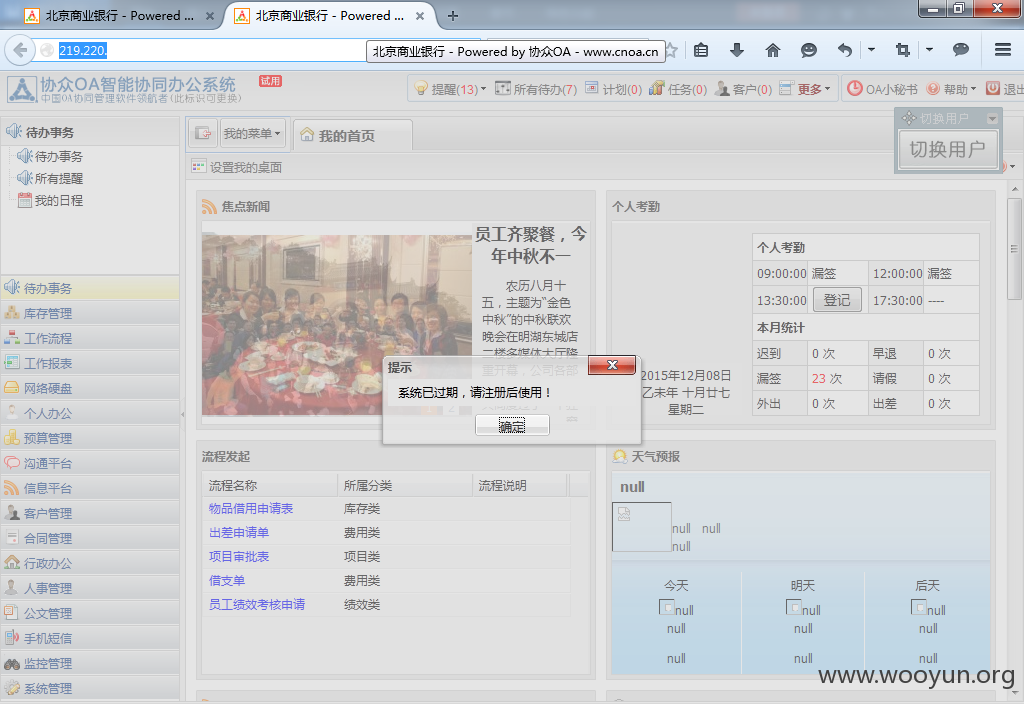 北京商业银行 - Powered ...
北京商业银行 - Powered ...
219.220.
北京商业银行 - Powered by 协众OA - www.cnoa.cn
协众OA智能协同办公系统
试用
中国OA协同管理软件领航者(此标识可更换)
提醒(13)
所有待办(7)
计划(0)
任务(0)
客户(0)
更多
OA小秘书
帮助
退出
切换用户
切换用户
待办事务
待办事务
所有提醒
我的日程
我的菜单
我的首页
设置我的桌面
待办事务
库存管理
工作流程
工作报表
网络硬盘
个人办公
预算管理
沟通平台
信息平台
客户管理
合同管理
行政办公
人事管理
公文管理
手机短信
监控管理
系统管理
焦点新闻
员工齐聚餐，今
年中秋不一
农历八月十
五，主题为“金色
中秋”的中秋联欢
晚会在明湖东城店
二楼多媒体大厅隆
重开幕，公司各部
个人考勤
2015年12月08日
乙未年 十月廿七
星期二
个人考勤
09:00:00 漏签 12:00:00 漏签
13:30:00 登记 17:30:00 ----
本月统计
迟到 0 次 早退 0 次
漏签 23 次 请假 0 次
外出 0 次 出差 0 次
提示
系统已过期，请注册后使用！
确定
流程发起
流程名称 所属分类 流程说明
物品借用申请表 库存类
出差申请单 费用类
项目审批表 项目类
借支单 费用类
员工绩效考核申请 绩效类
天气预报
null
null null
null
今天 明天 后天
null null null
null null null
null null null
www.wooyun.org